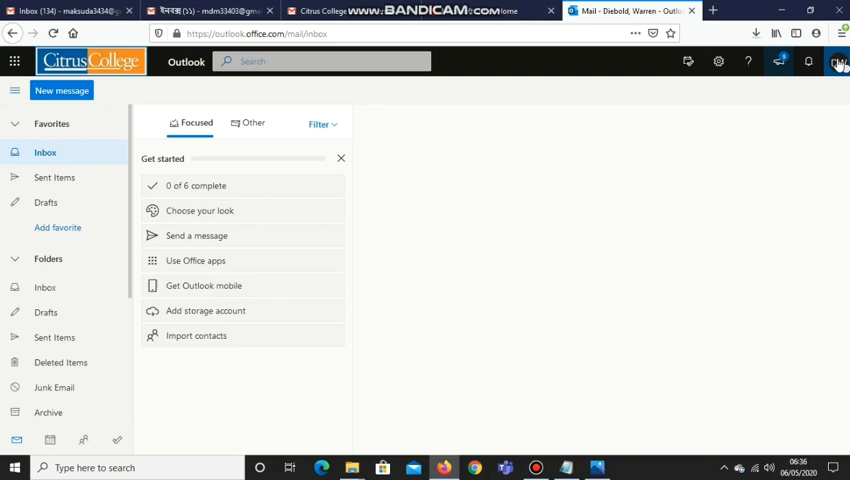 Inbox (134) - maksuda3434@g
ইনবক্স (১১) - mdm33403@gma
Citrus College
www.BANDICAM.com
Home
Mail - Diebold, Warren - Outlo
https://outlook.office.com/mail/inbox
CitrusCollege
Outlook
Search
New message
Favorites
Inbox
Sent Items
Drafts
Add favorite
Folders
Inbox
Drafts
Sent Items
Deleted Items
Junk Email
Archive
Focused
Other
Filter
Get started
0 of 6 complete
Choose your look
Send a message
Use Office apps
Get Outlook mobile
Add storage account
Import contacts
Type here to search
06:36
06/05/2020